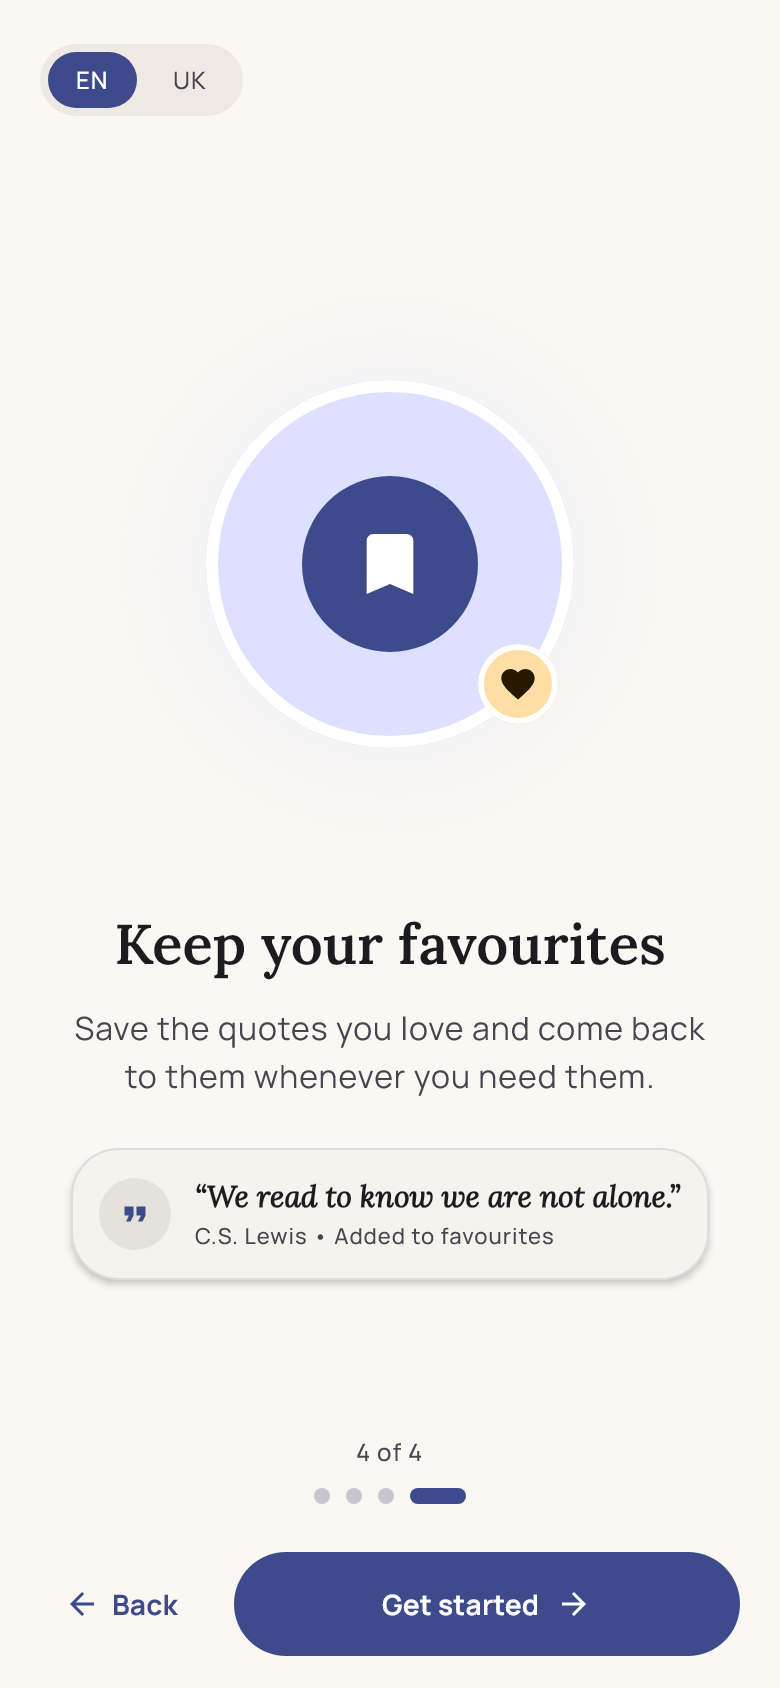 EN UK
Keep your favourites
Save the quotes you love and come back
to them whenever you need them.
“We read to know we are not alone.”
C.S. Lewis • Added to favourites
4 of 4
Back Get started